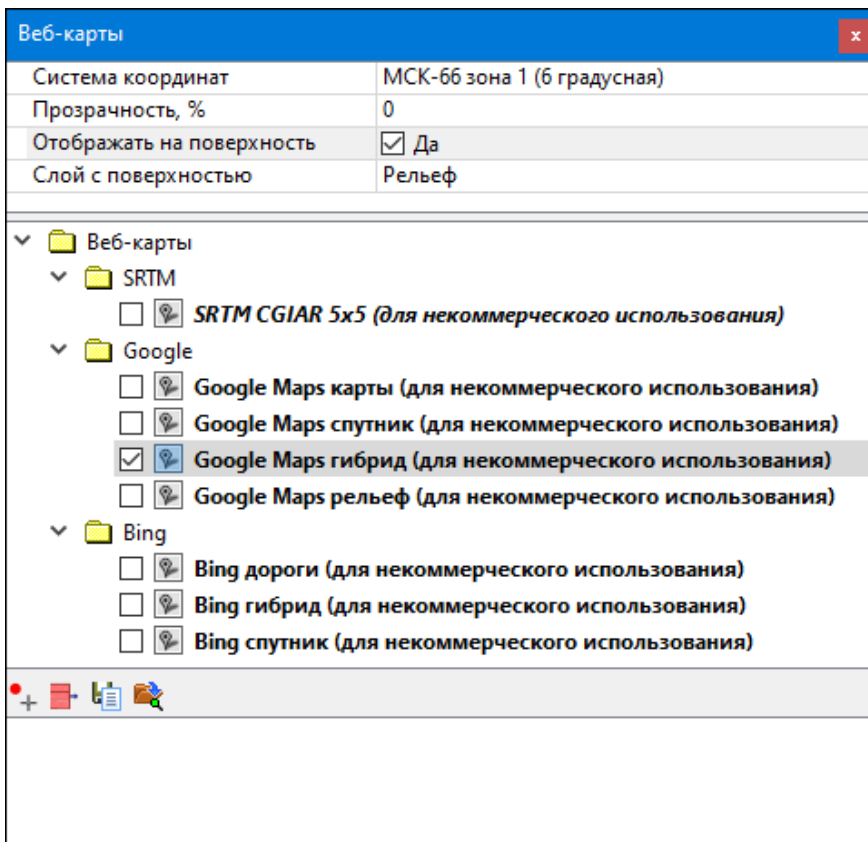 Веб-карты
Система координат МСК-66 зона 1 (6 градусная)
Прозрачность, % 0
Отображать на поверхность Да
Слой с поверхностью Рельеф
Веб-карты
SRTM
SRTM CGIAR 5x5 (для некоммерческого использования)
Google
Google Maps карты (для некоммерческого использования)
Google Maps спутник (для некоммерческого использования)
Google Maps гибрид (для некоммерческого использования)
Google Maps рельеф (для некоммерческого использования)
Bing
Bing дороги (для некоммерческого использования)
Bing гибрид (для некоммерческого использования)
Bing спутник (для некоммерческого использования)